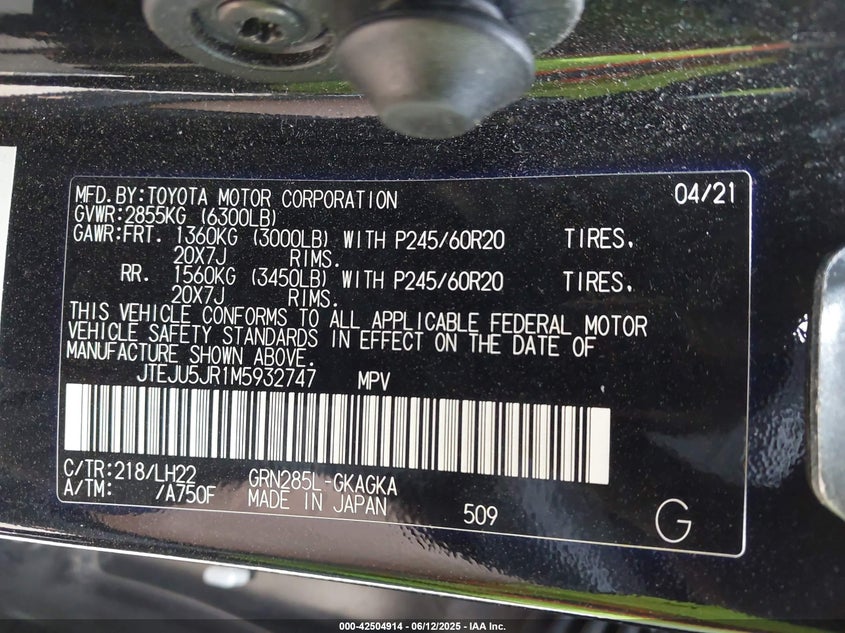 MFD.BY:TOYOTA MOTOR CORPORATION 04/21
GVWR:2855KG (6300LB)
GAWR:FRT. 1360KG (3000LB) WITH P245/60R20 TIRES,
20X7J RIMS.
RR. 1560KG (3450LB) WITH P245/60R20 TIRES,
20X7J RIMS.
THIS VEHICLE CONFORMS TO ALL APPLICABLE FEDERAL MOTOR
VEHICLE SAFETY STANDARDS IN EFFECT ON THE DATE OF
MANUFACTURE SHOWN ABOVE.
JTEJU5JR1M5932747 MPV
C/TR:218/LH22 GRN285L-GKAGKA
A/TM: /A750F MADE IN JAPAN 509 G
000-42504914 - 06/12/2025 - IAA Inc.